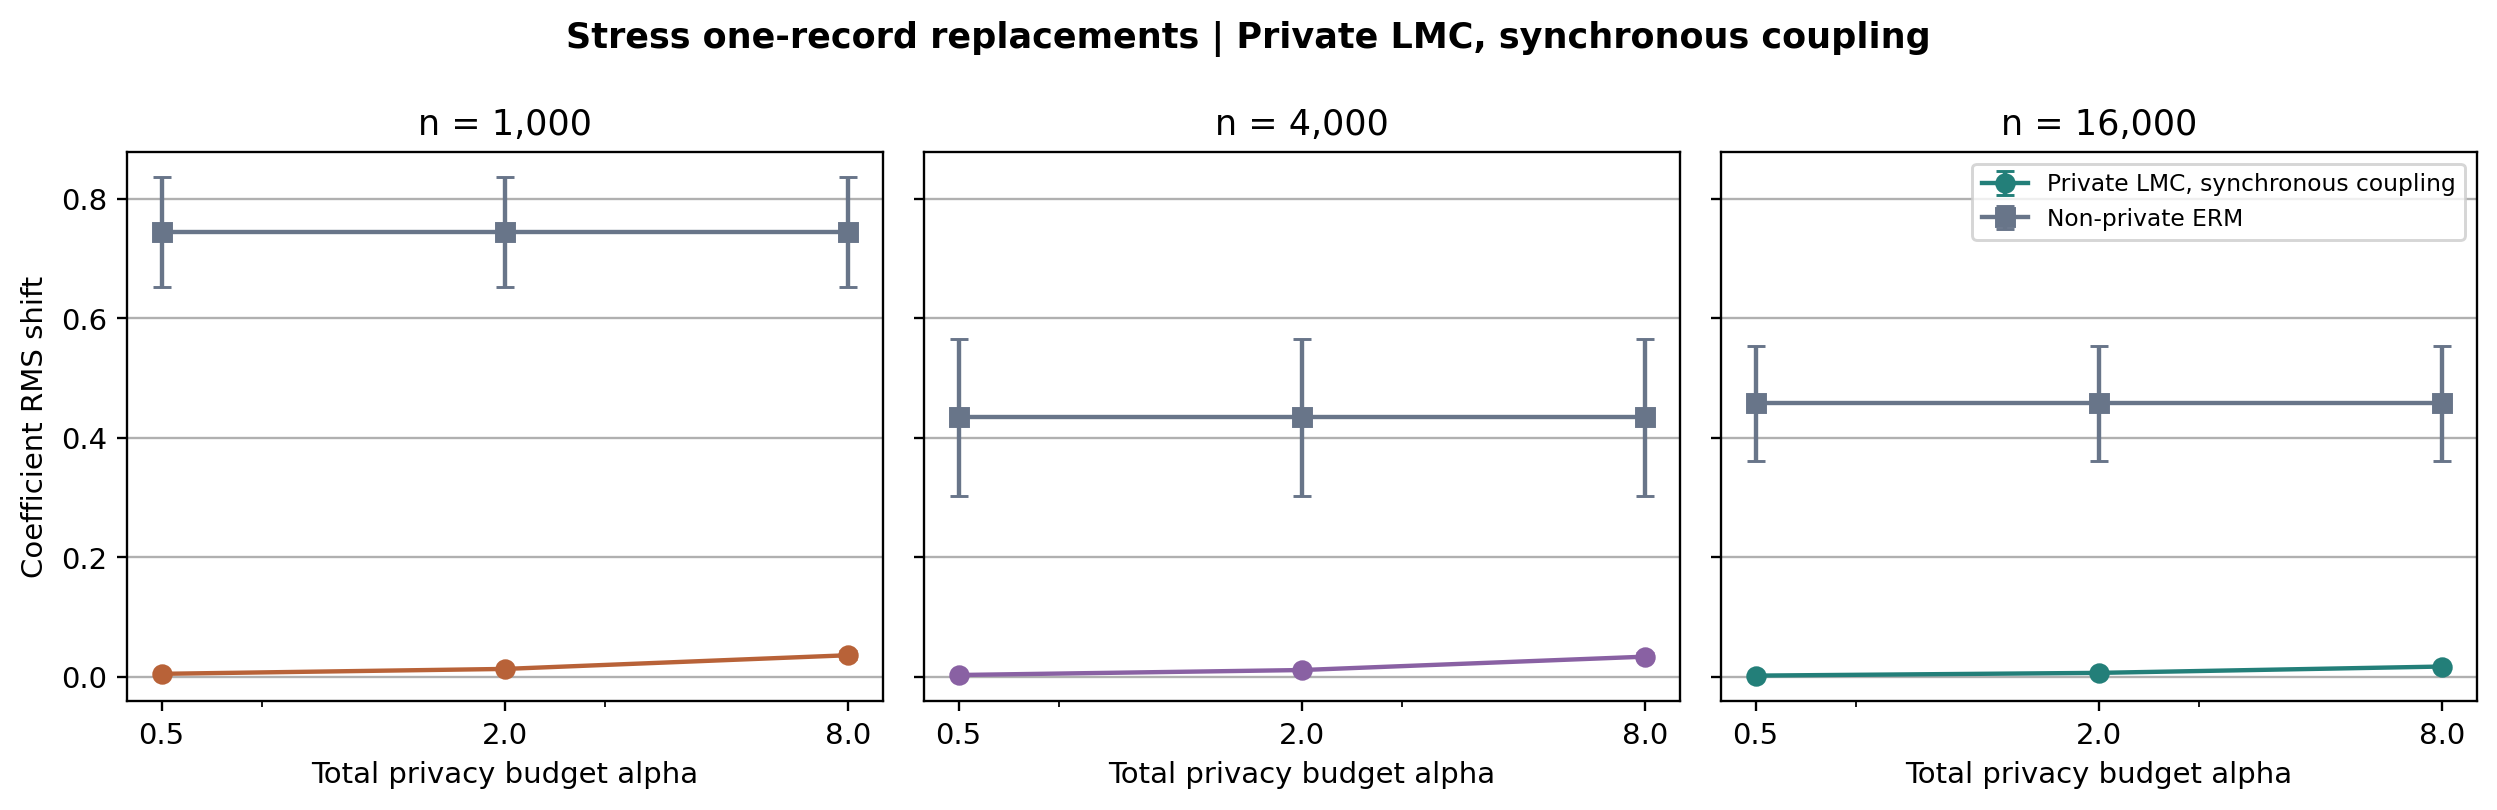 Stress one-record replacements | Private LMC, synchronous coupling
n = 1,000
n = 4,000
n = 16,000
Private LMC, synchronous coupling
Non-private ERM
Coefficient RMS shift
0.8
0.6
0.4
0.2
0.0
0.5 2.0 8.0
0.5 2.0 8.0
0.5 2.0 8.0
Total privacy budget alpha
Total privacy budget alpha
Total privacy budget alpha